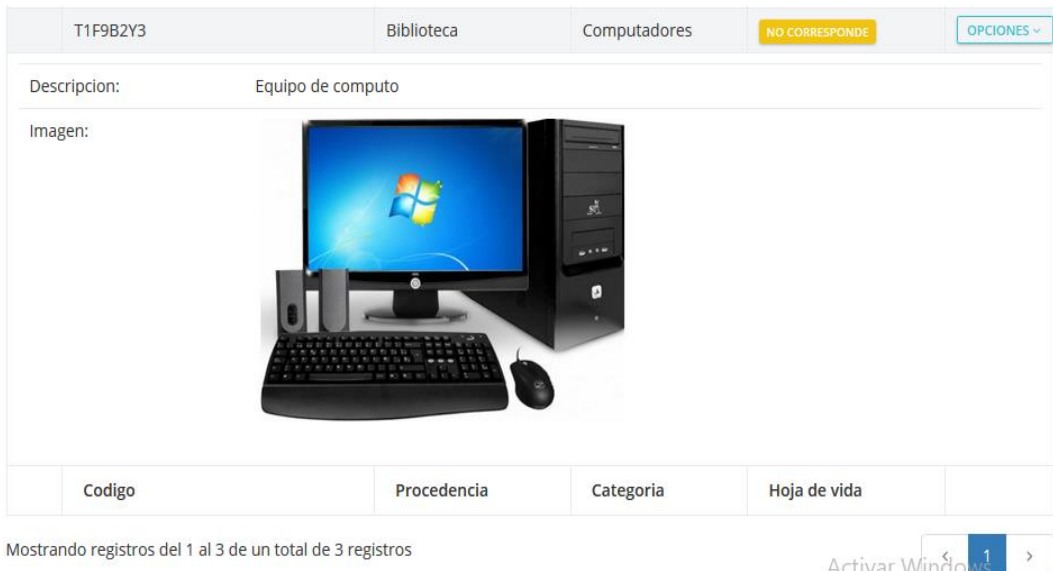 T1F9B2Y3 Biblioteca Computadores NO CORRESPONDE OPCIONES
Descripcion: Equipo de computo
Imagen:
Codigo Procedencia Categoria Hoja de vida
Mostrando registros del 1 al 3 de un total de 3 registros < 1 >
Activar Windows